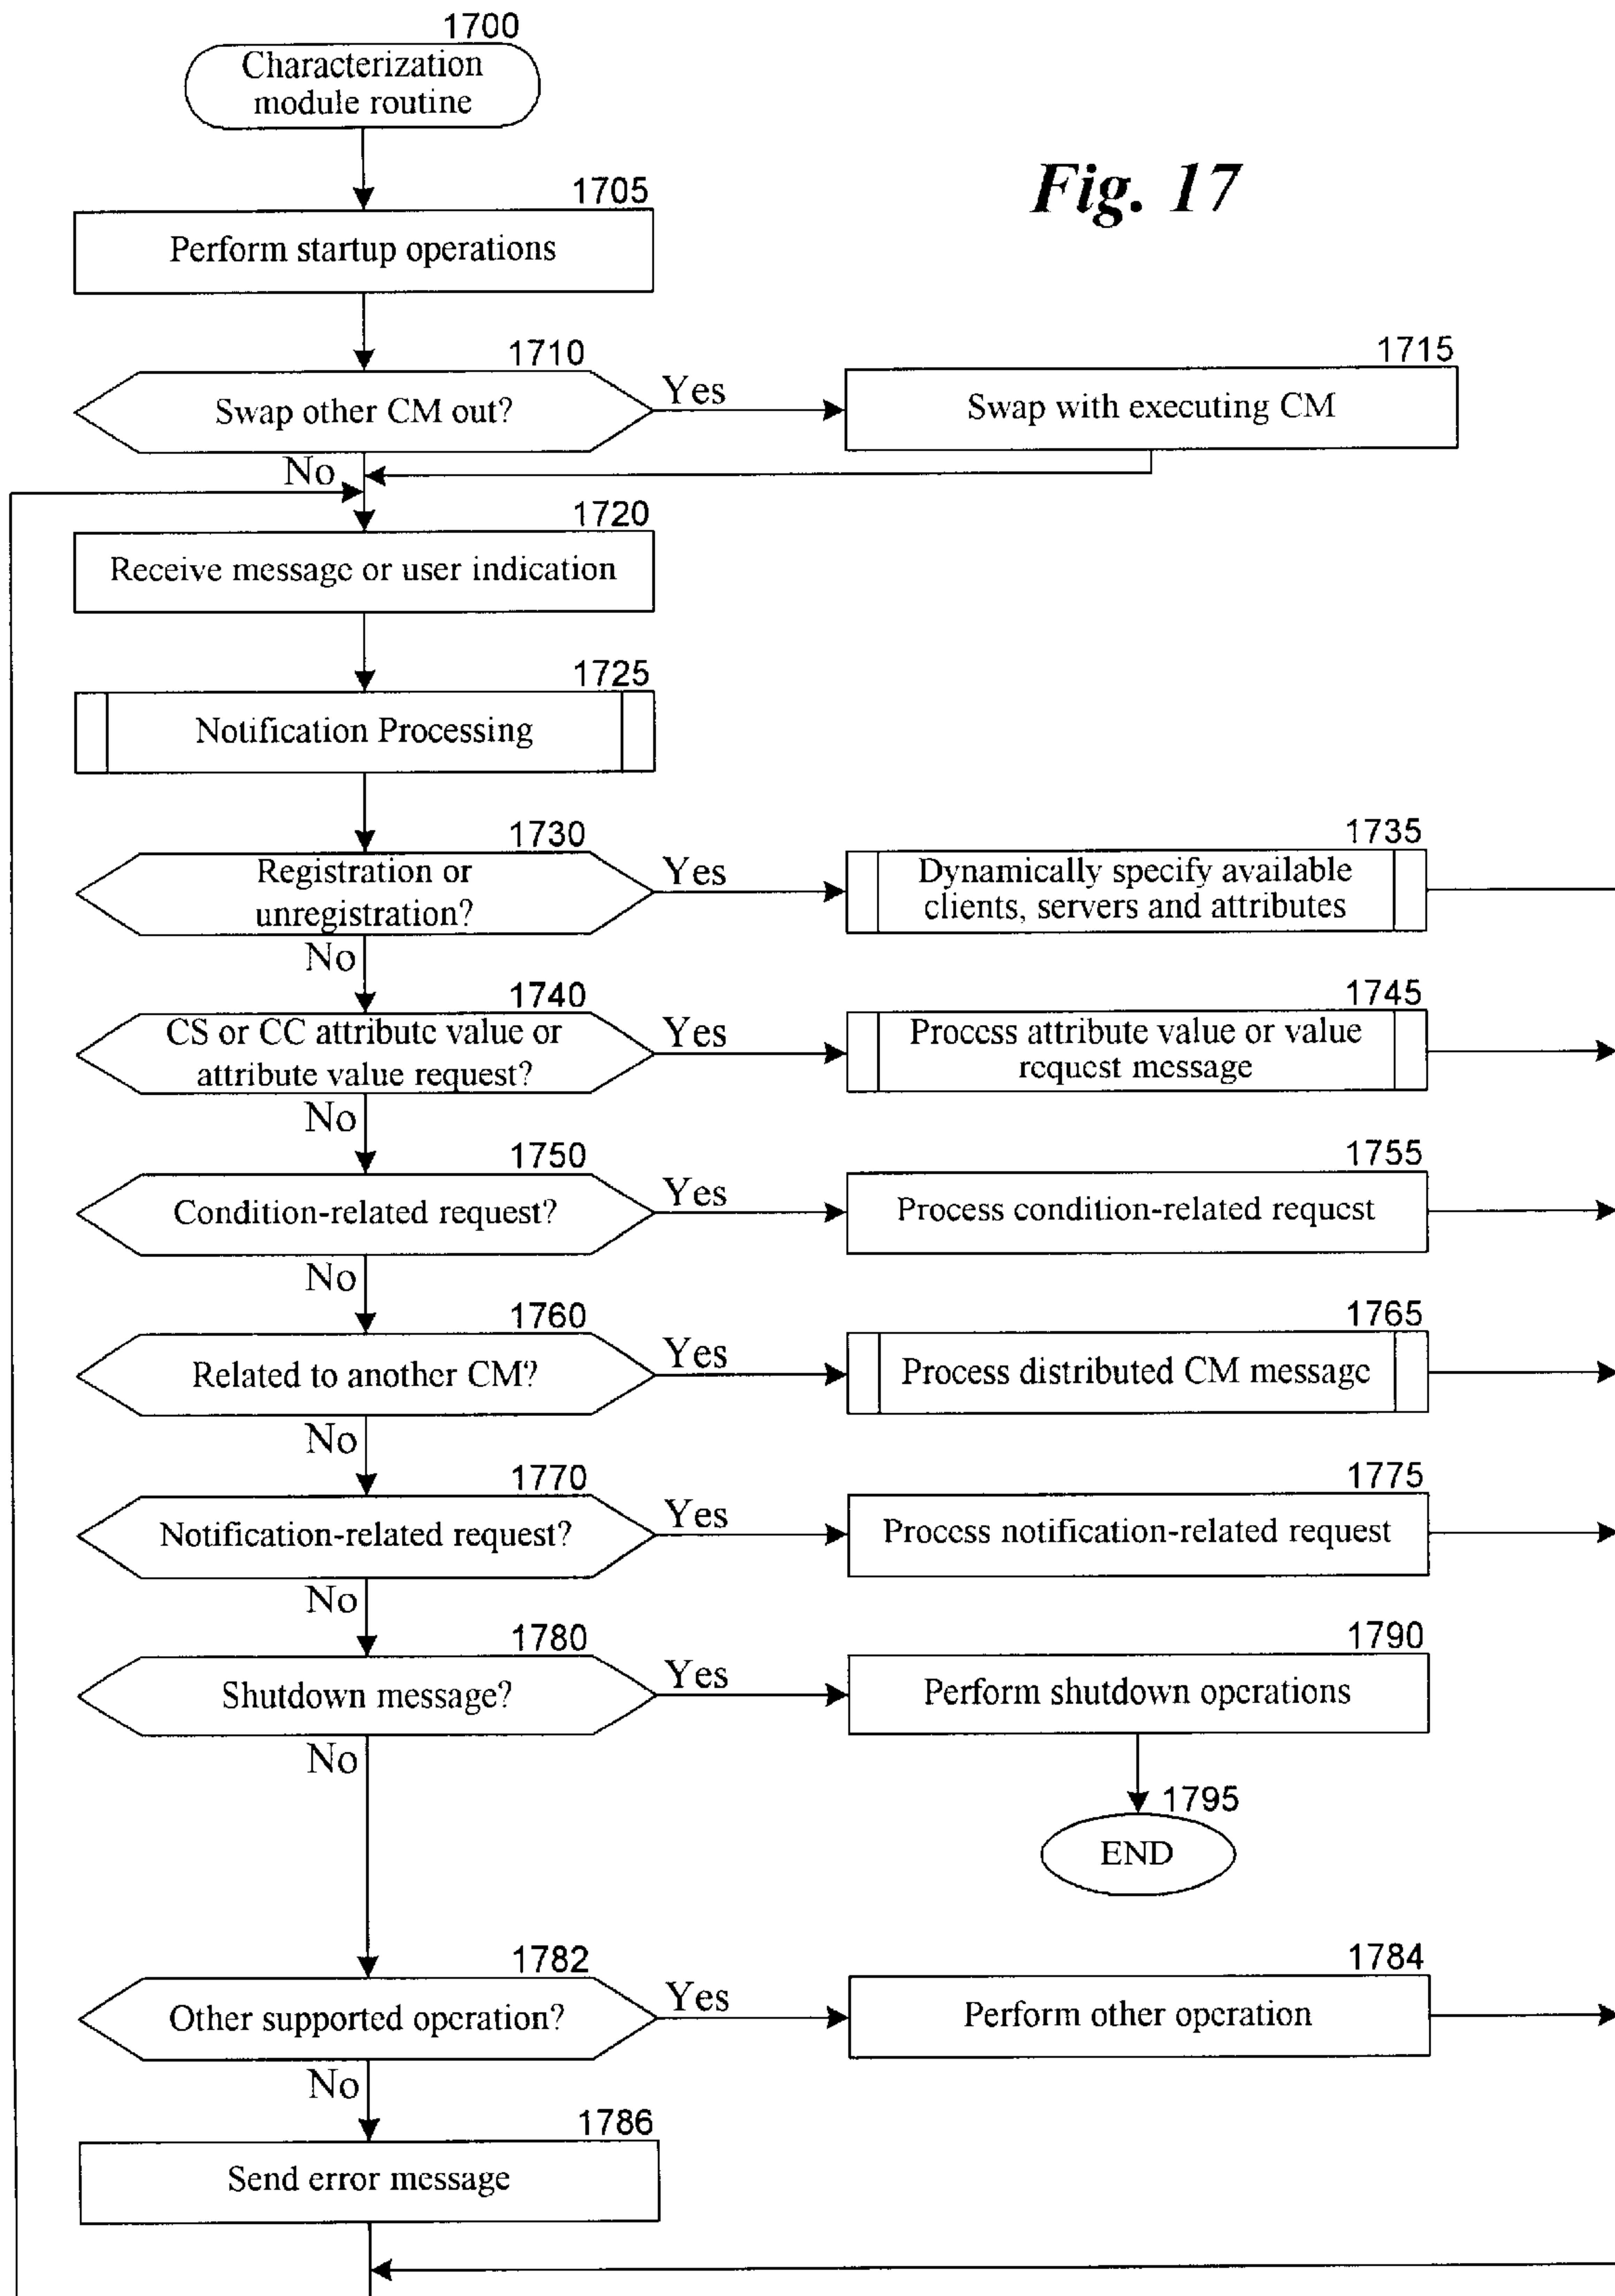 1700
Characterization
module routine
Fig. 17
1705
Perform startup operations
1710
Swap other CM out?
Yes
1715
Swap with executing CM
No
1720
Receive message or user indication
1725
Notification Processing
1730
Registration or
unregistration?
Yes
1735
Dynamically specify available
clients, servers and attributes
No
1740
CS or CC attribute value or
attribute value request?
Yes
1745
Process attribute value or value
request message
No
1750
Condition-related request?
Yes
1755
Process condition-related request
No
1760
Related to another CM?
Yes
1765
Process distributed CM message
No
1770
Notification-related request?
Yes
1775
Process notification-related request
No
1780
Shutdown message?
Yes
1790
Perform shutdown operations
No
1795
END
1782
Other supported operation?
Yes
1784
Perform other operation
No
1786
Send error message